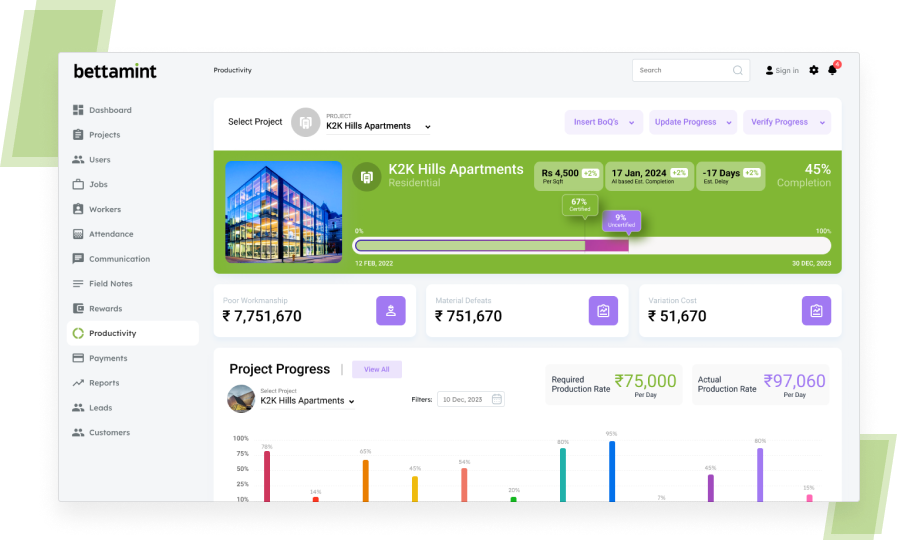 bettamint
Productivity
Search
Sign in
4
Dashboard
Projects
Users
Jobs
Workers
Attendance
Communication
Field Notes
Rewards
Productivity
Payments
Reports
Leads
Customers
Select Project
PROJECT
K2K Hills Apartments
Insert BoQ's
Update Progress
Verify Progress
K2K Hills Apartments
Residential
Rs 4,500 +2%
Per Sqft
17 Jan, 2024 +2%
AI based Est. Completion
-17 Days +2%
Est. Delay
45%
Completion
67%
Certified
9%
Uncertified
0%
100%
12 FEB, 2022
30 DEC, 2023
Poor Workmanship
₹ 7,751,670
Material Defeats
₹ 751,670
Variation Cost
₹ 51,670
Project Progress | View All
Select Project
K2K Hills Apartments
Filters: 10 Dec, 2023
Required
Production Rate
₹75,000
Per Day
Actual
Production Rate
₹97,060
Per Day
100%
75%
50%
25%
10%
76%
14%
65%
45%
54%
20%
80%
95%
7%
45%
80%
15%